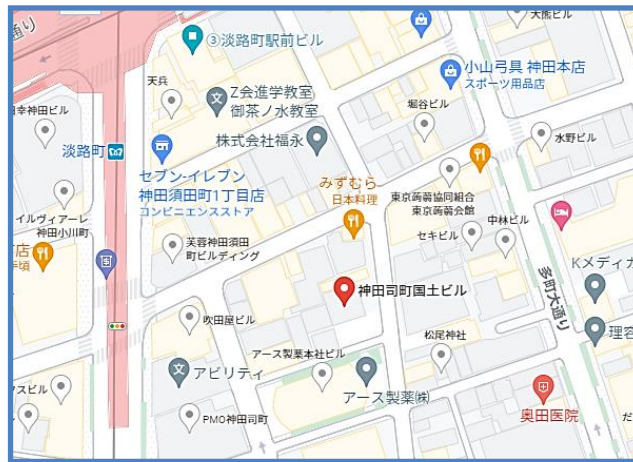 通り
③淡路町駅前ビル
大熊ビル
天兵
小山弓具 神田本店
スポーツ用品店
Z会進学教室
御茶ノ水教室
堀谷ビル
幸神田ビル
株式会社福永
水野ビル
淡路町
セブン-イレブン
神田須田町1丁目店
コンビニエンスストア
みずむら
日本料理
東京蒟蒻協同組合
東京蒟蒻会館
イルヴィアーレ
神田小川町
中林ビル
セキビル
芙蓉神田須田
町ビルディング
店
Kメディカ
多町大通り
神田司町国土ビル
吹田屋ビル
松尾神社
理容
アース製薬本社ビル
アビリティ
アース製薬㈱
奥田医院
スビル
PMO神田司町
だ